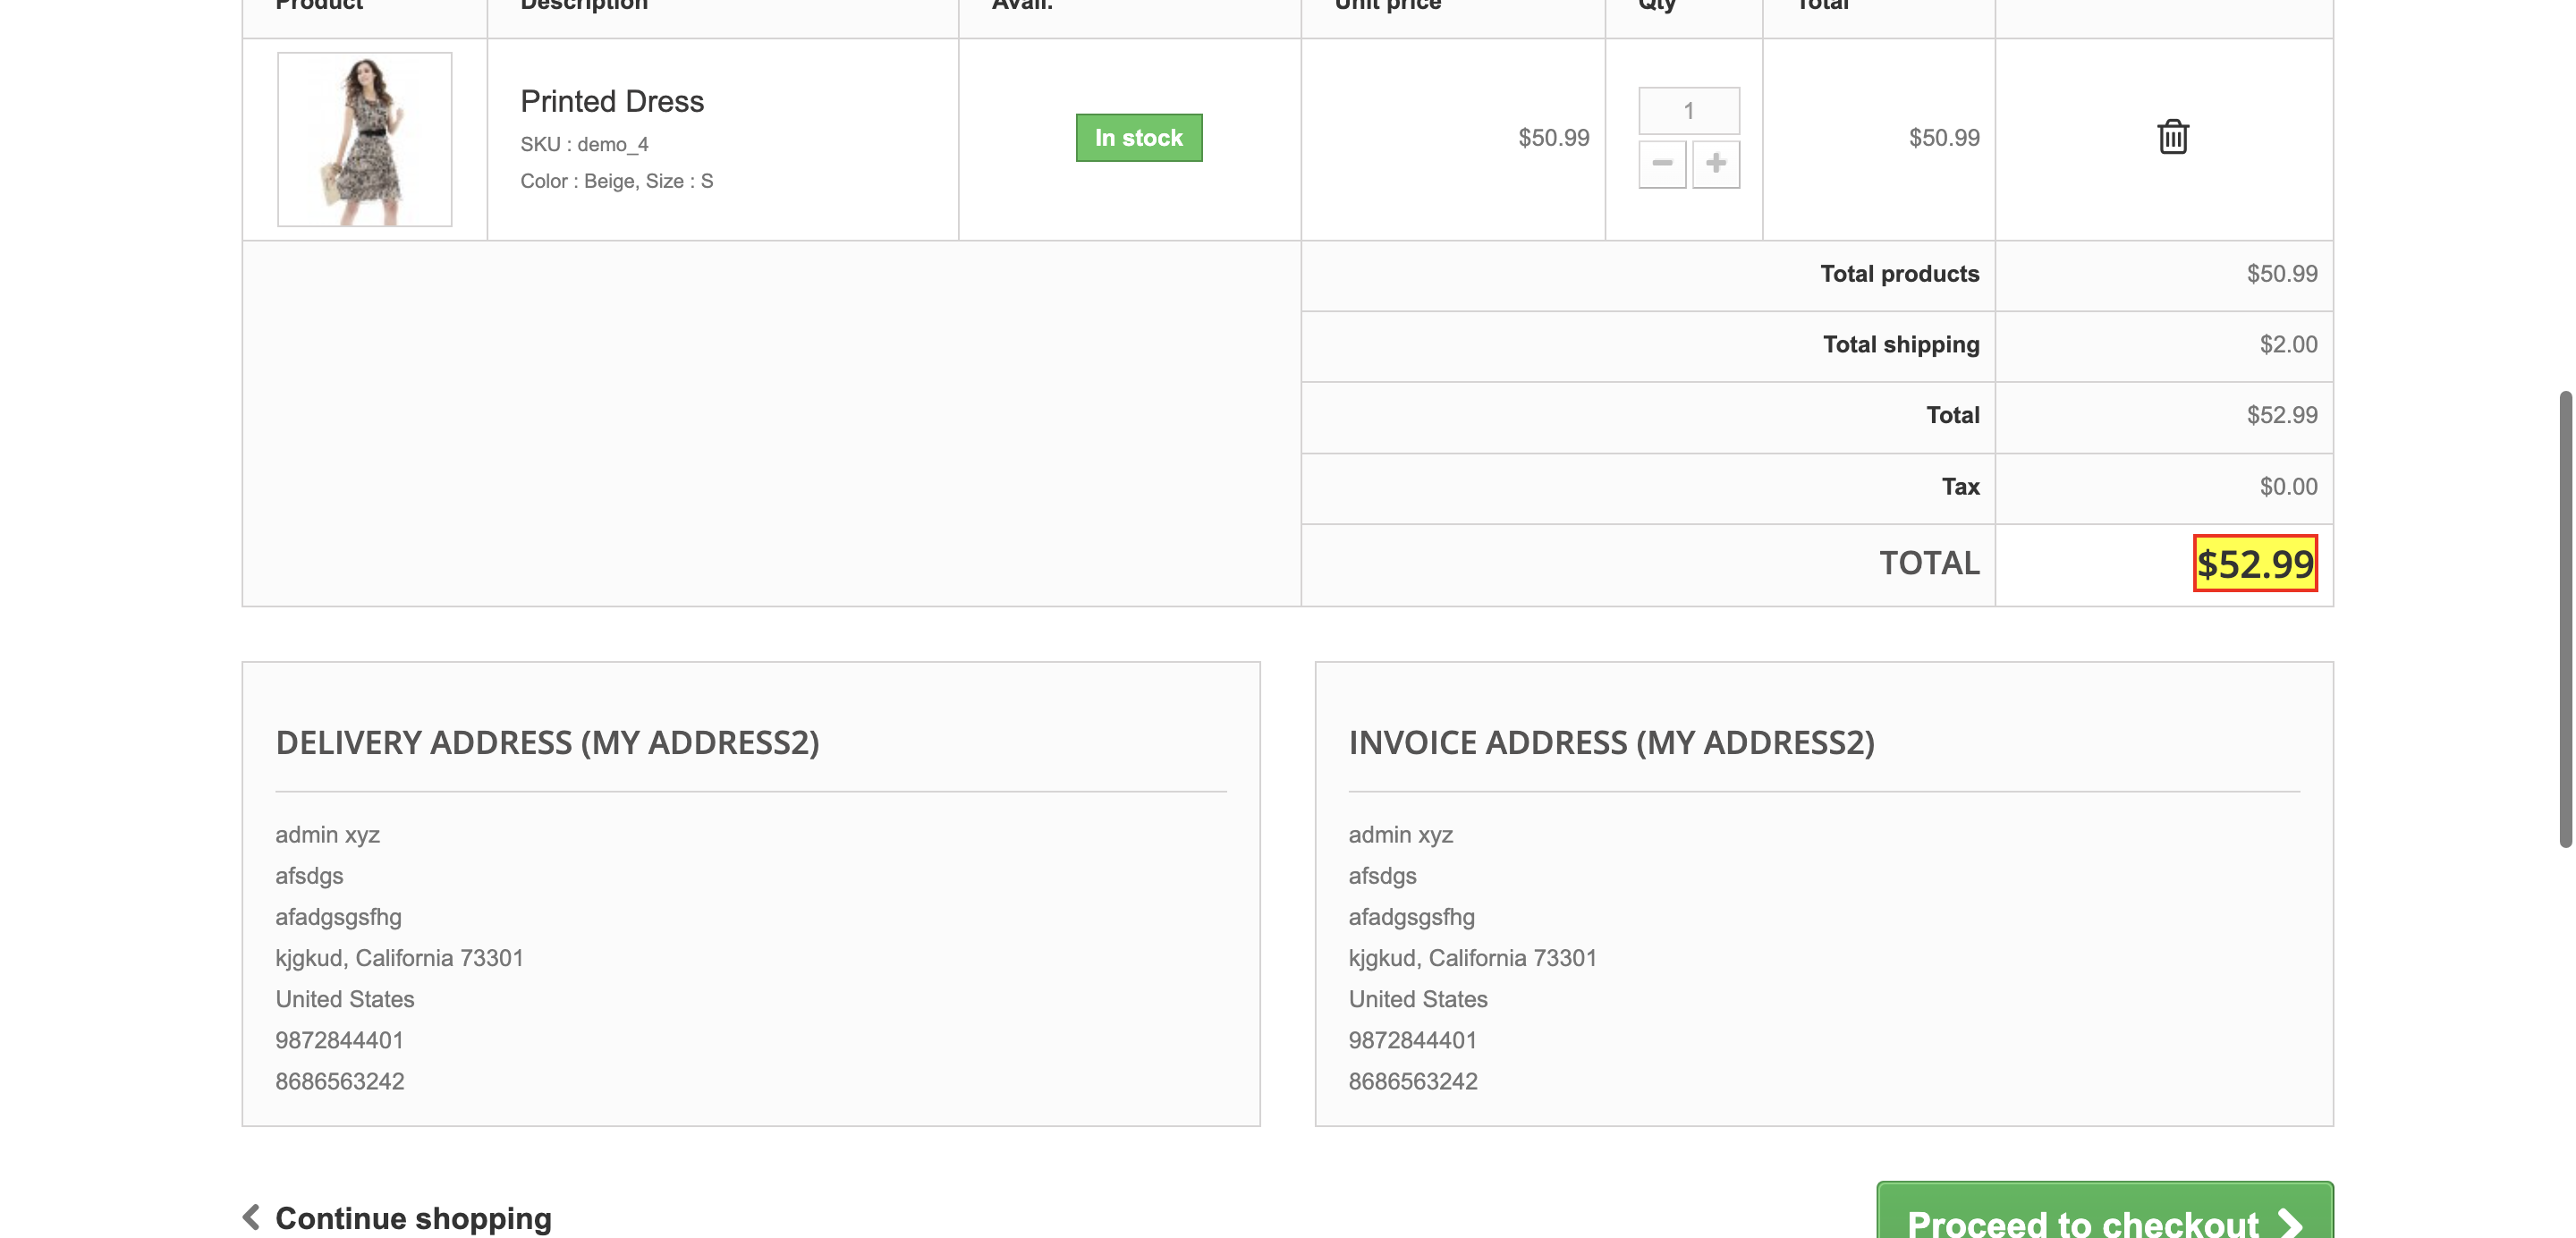 Product Description Avail. Unit price Qty Total
Printed Dress
SKU : demo_4
Color : Beige, Size : S
In stock
$50.99
1
$50.99
Total products $50.99
Total shipping $2.00
Total $52.99
Tax $0.00
TOTAL $52.99
DELIVERY ADDRESS (MY ADDRESS2)
admin xyz
afsdgs
afadgsgsfhg
kjgkud, California 73301
United States
9872844401
8686563242
INVOICE ADDRESS (MY ADDRESS2)
admin xyz
afsdgs
afadgsgsfhg
kjgkud, California 73301
United States
9872844401
8686563242
Continue shopping
Proceed to checkout